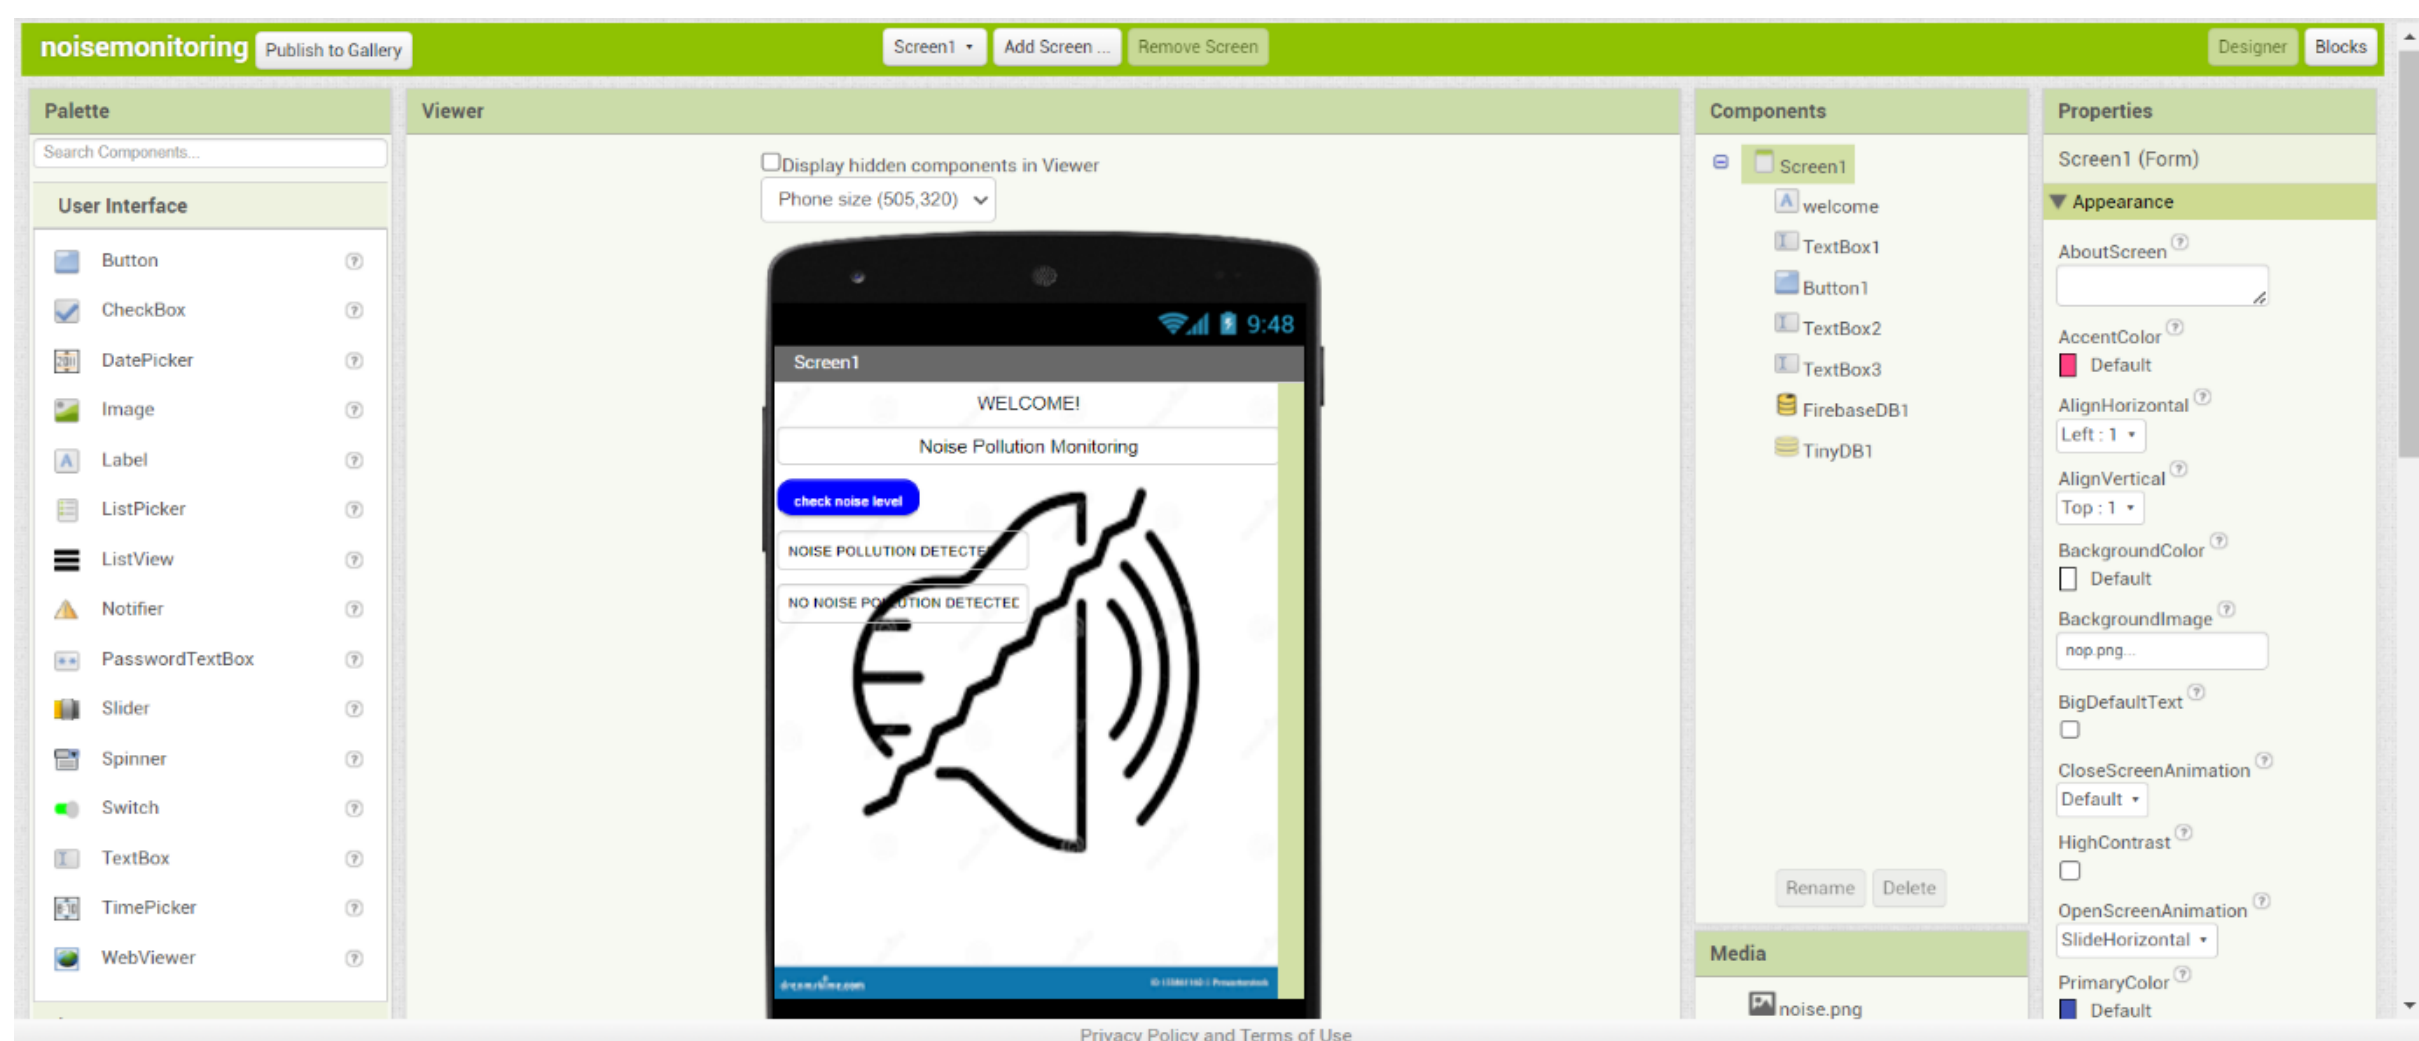 noisemonitoring Publish to Gallery Screen1 Add Screen ... Remove Screen Designer Blocks
Palette
Search Components...
User Interface
Button
CheckBox
DatePicker
Image
Label
ListPicker
ListView
Notifier
PasswordTextBox
Slider
Spinner
Switch
TextBox
TimePicker
WebViewer
Viewer
Display hidden components in Viewer
Phone size (505,320)
9:48
Screen1
WELCOME!
Noise Pollution Monitoring
check noise level
NOISE POLLUTION DETECTE
NO NOISE POLLUTION DETECTED
dreamstime.com
Components
Screen1
welcome
TextBox1
Button1
TextBox2
TextBox3
FirebaseDB1
TinyDB1
Rename Delete
Media
noise.png
Properties
Screen1 (Form)
Appearance
AboutScreen
AccentColor
Default
AlignHorizontal
Left : 1
AlignVertical
Top : 1
BackgroundColor
Default
BackgroundImage
nop.png...
BigDefaultText
CloseScreenAnimation
Default
HighContrast
OpenScreenAnimation
SlideHorizontal
PrimaryColor
Default
Privacy Policy and Terms of Use